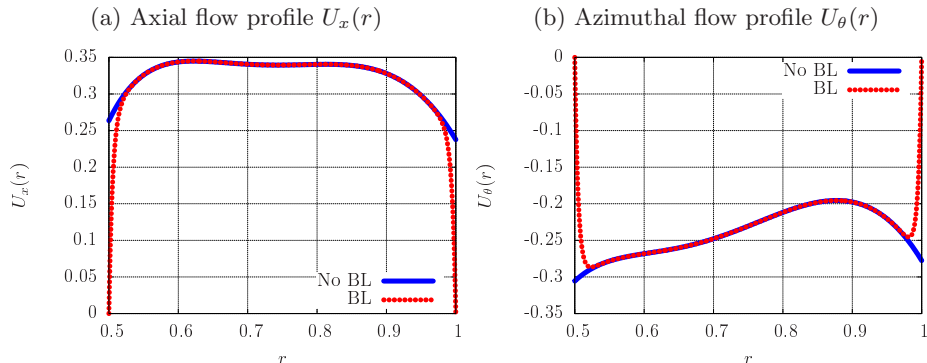 (a) Axial flow profile U_x(r)
0.35
0.3
0.25
0.2
0.15
0.1
0.05
0
U_x(r)
No BL
BL
0.5 0.6 0.7 0.8 0.9 1
r
(b) Azimuthal flow profile U_θ(r)
0
-0.05
-0.1
-0.15
-0.2
-0.25
-0.3
-0.35
U_θ(r)
No BL
BL
0.5 0.6 0.7 0.8 0.9 1
r